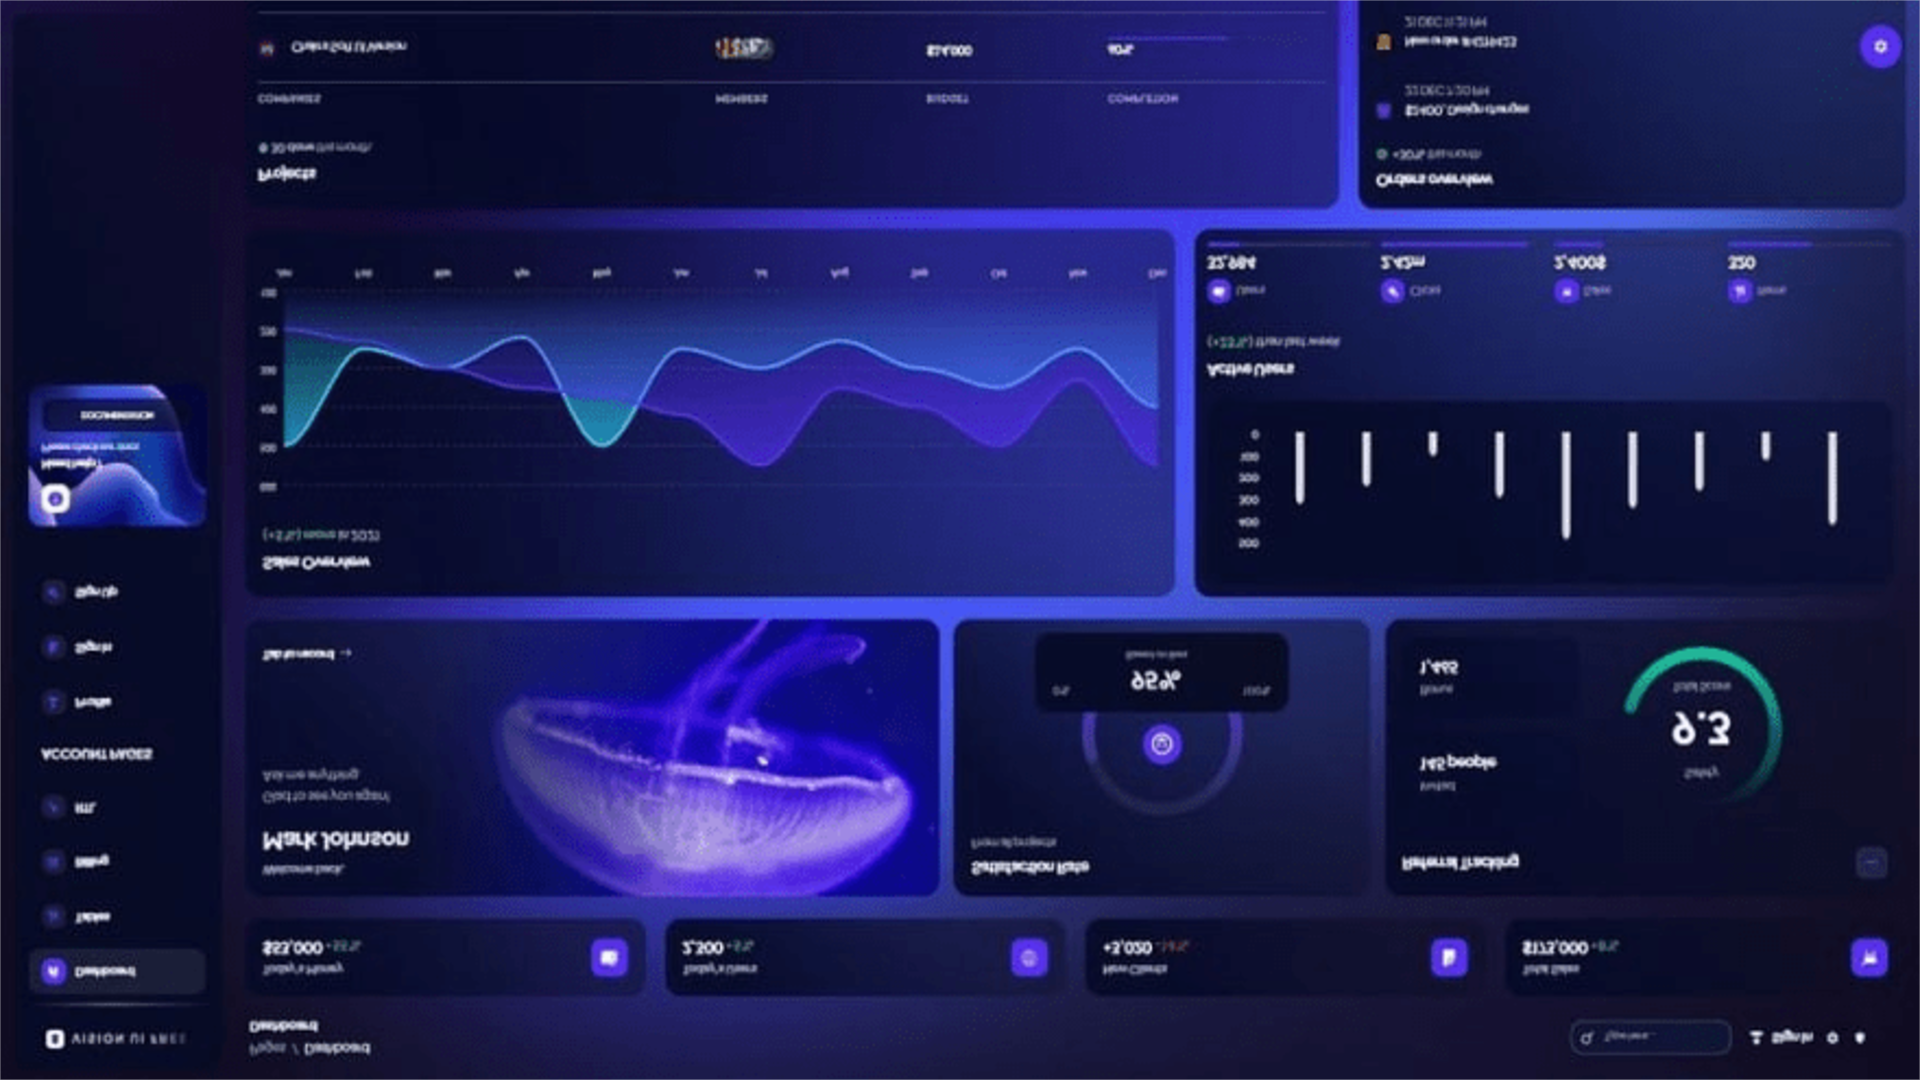 VISION UI FREE
Pages / Dashboard
Dashboard
Type here...
Sign in
Dashboard
Tables
Billing
RTL
ACCOUNT PAGES
Profile
Sign In
Sign Up
Need help?
Please check our docs
DOCUMENTATION
Today's Money
$53,000 +55%
Today's Users
2,300 +5%
New Clients
+3,020 -14%
Total Sales
$173,000 +8%
Welcome back,
Mark Johnson
Glad to see you again!
Ask me anything.
Tab to record →
Satisfaction Rate
From all projects
0%
95%
100%
Based on likes
Referral Tracking
Invited
145 people
Bonus
1,465
Safety
9.3
Total Score
Sales Overview
(+5%) more in 2021
600
500
400
300
200
100
Jan Feb Mar Apr May Jun Jul Aug Sep Oct Nov Dec
500
400
300
200
100
0
Active Users
(+23%) than last week
Users
32,984
Clicks
2,42m
Sales
2,400$
Items
320
Projects
30 done this month
COMPANIES MEMBERS BUDGET COMPLETION
Chakra Soft UI Version $14,000 60%
Orders overview
+30% this month
$2400, Design changes
22 DEC 7:20 PM
New order #4219423
21 DEC 11:21 PM